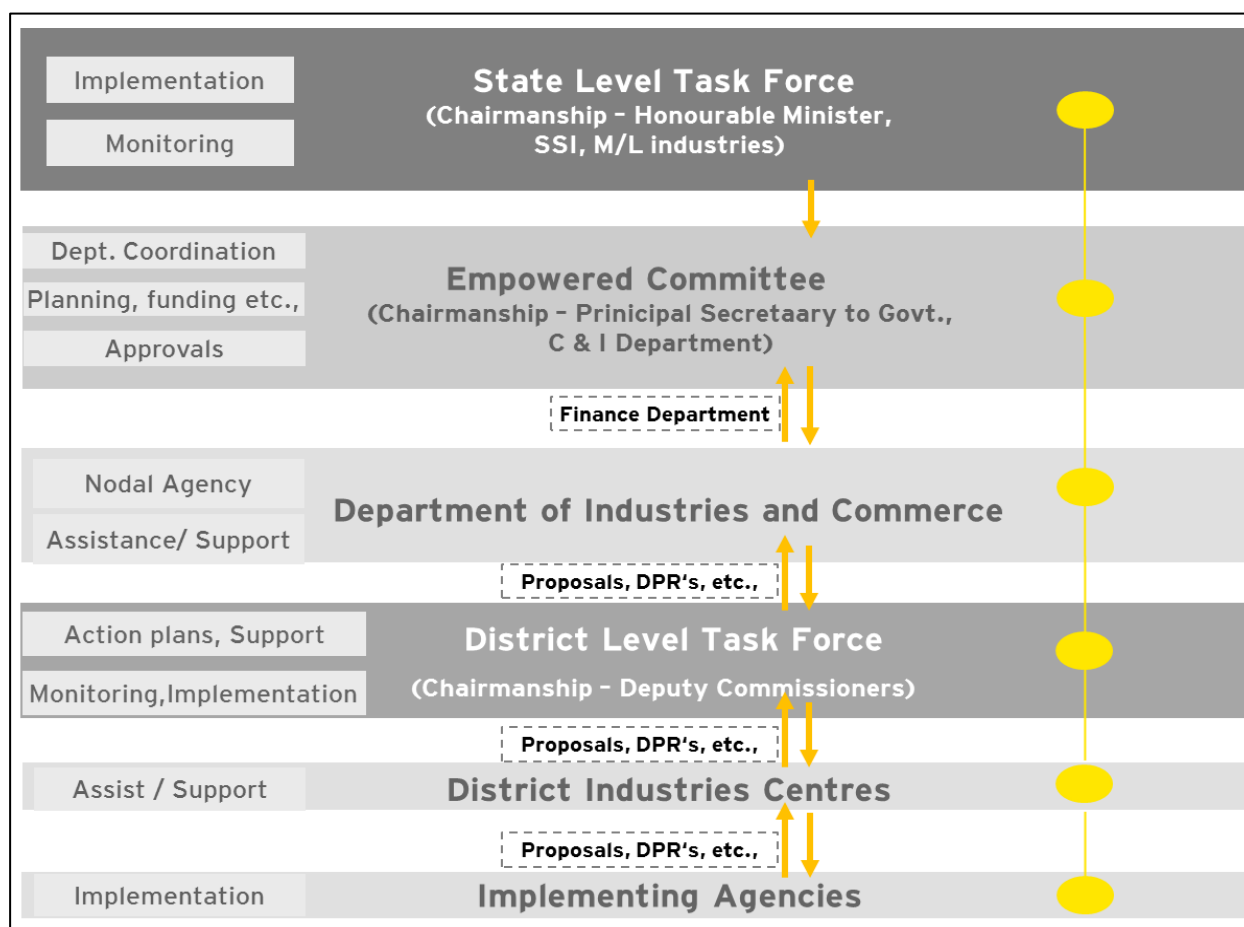 Implementation
Monitoring
State Level Task Force
(Chairmanship – Honourable Minister,
SSI, M/L industries)
Dept. Coordination
Planning, funding etc.,
Approvals
Empowered Committee
(Chairmanship – Prinicipal Secretaary to Govt.,
C & I Department)
Finance Department
Nodal Agency
Assistance/ Support
Department of Industries and Commerce
Proposals, DPR‘s, etc.,
Action plans, Support
Monitoring,Implementation
District Level Task Force
(Chairmanship – Deputy Commissioners)
Proposals, DPR‘s, etc.,
Assist / Support
District Industries Centres
Proposals, DPR‘s, etc.,
Implementation
Implementing Agencies